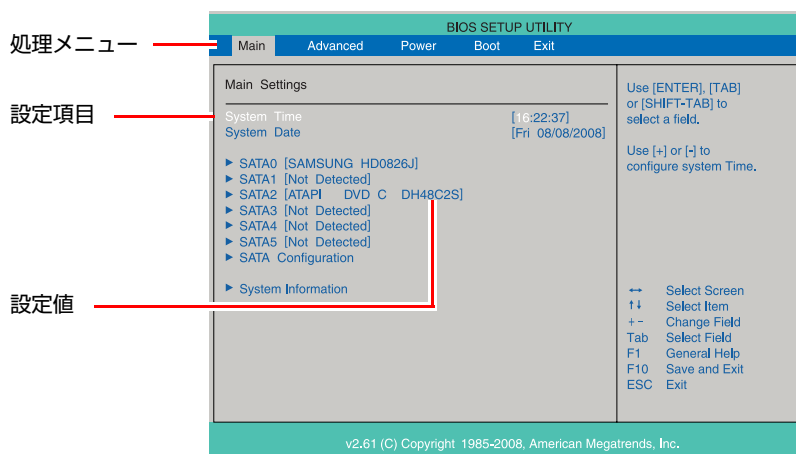 BIOS SETUP UTILITY
処理メニュー
Main Advanced Power Boot Exit
Main Settings
設定項目
System Time [16:22:37]
System Date [Fri 08/08/2008]
► SATA0 [SAMSUNG HD0826J]
► SATA1 [Not Detected]
► SATA2 [ATAPI DVD C DH48C2S]
► SATA3 [Not Detected]
► SATA4 [Not Detected]
► SATA5 [Not Detected]
► SATA Configuration
► System Information
設定値
Use [ENTER], [TAB]
or [SHIFT-TAB] to
select a field.
Use [+] or [-] to
configure system Time.
↔ Select Screen
↑↓ Select Item
+- Change Field
Tab Select Field
F1 General Help
F10 Save and Exit
ESC Exit
v2.61 (C) Copyright 1985-2008, American Megatrends, Inc.